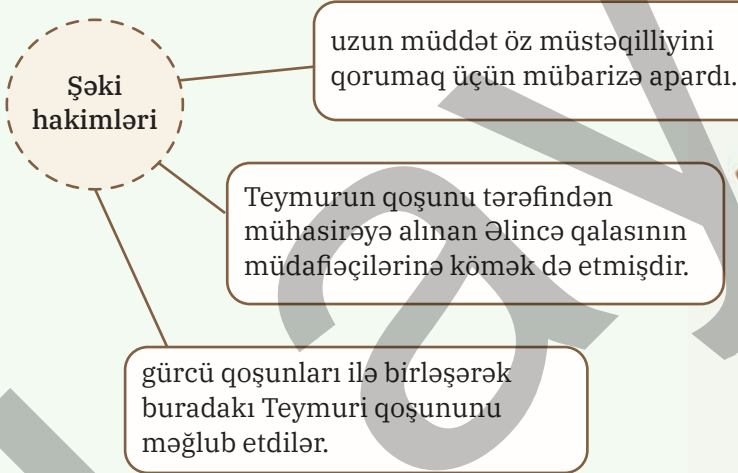 Şəki
hakimləri
uzun müddət öz müstəqilliyini
qorumaq üçün mübarizə apardı.
Teymurun qoşunu tərəfindən
mühasirəyə alınan Əlincə qalasının
müdafiəçilərinə kömək də etmişdir.
gürcü qoşunları ilə birləşərək
buradakı Teymuri qoşununu
məğlub etdilər.